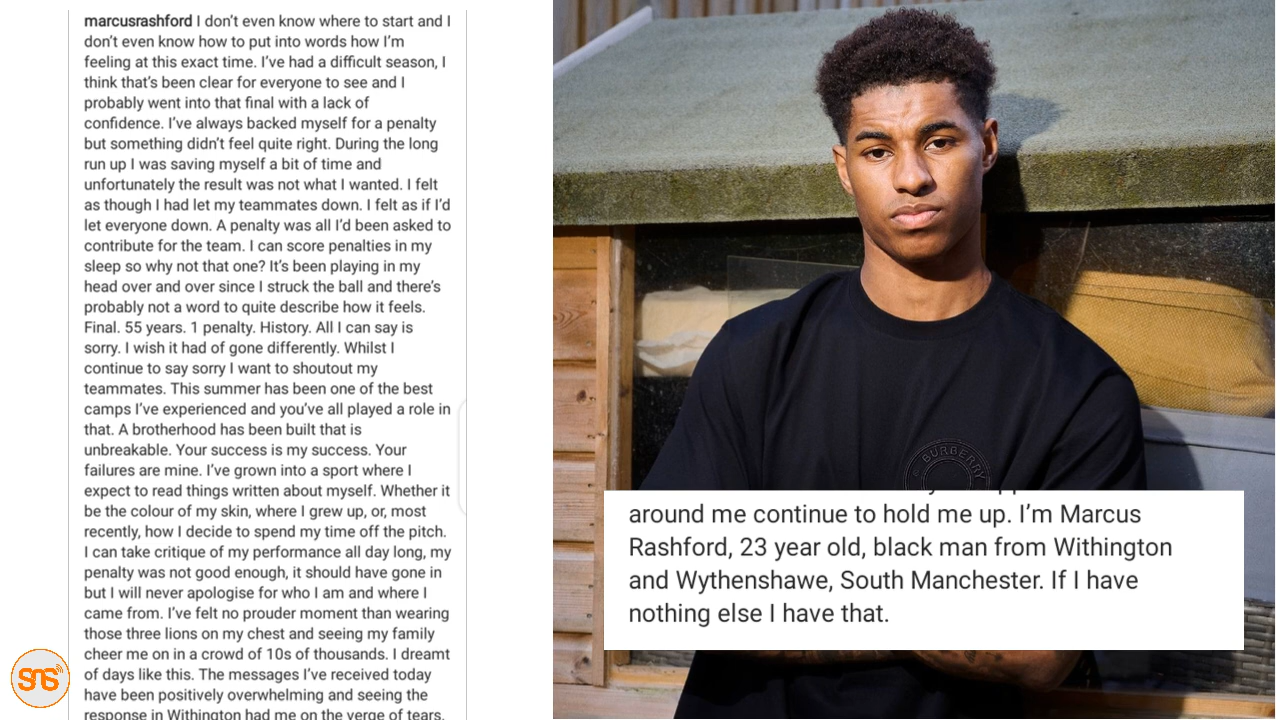 marcusrashford I don’t even know where to start and I
don’t even know how to put into words how I’m
feeling at this exact time. I’ve had a difficult season, I
think that’s been clear for everyone to see and I
probably went into that final with a lack of
confidence. I’ve always backed myself for a penalty
but something didn’t feel quite right. During the long
run up I was saving myself a bit of time and
unfortunately the result was not what I wanted. I felt
as though I had let my teammates down. I felt as if I’d
let everyone down. A penalty was all I’d been asked to
contribute for the team. I can score penalties in my
sleep so why not that one? It’s been playing in my
head over and over since I struck the ball and there’s
probably not a word to quite describe how it feels.
Final. 55 years. 1 penalty. History. All I can say is
sorry. I wish it had of gone differently. Whilst I
continue to say sorry I want to shoutout my
teammates. This summer has been one of the best
camps I’ve experienced and you’ve all played a role in
that. A brotherhood has been built that is
unbreakable. Your success is my success. Your
failures are mine. I’ve grown into a sport where I
expect to read things written about myself. Whether it
be the colour of my skin, where I grew up, or, most
recently, how I decide to spend my time off the pitch.
I can take critique of my performance all day long, my
penalty was not good enough, it should have gone in
but I will never apologise for who I am and where I
came from. I’ve felt no prouder moment than wearing
those three lions on my chest and seeing my family
cheer me on in a crowd of 10s of thousands. I dreamt
of days like this. The messages I’ve received today
have been positively overwhelming and seeing the
response in Withington had me on the verge of tears.
BURBERRY
around me continue to hold me up. I’m Marcus
Rashford, 23 year old, black man from Withington
and Wythenshawe, South Manchester. If I have
nothing else I have that.
SNS